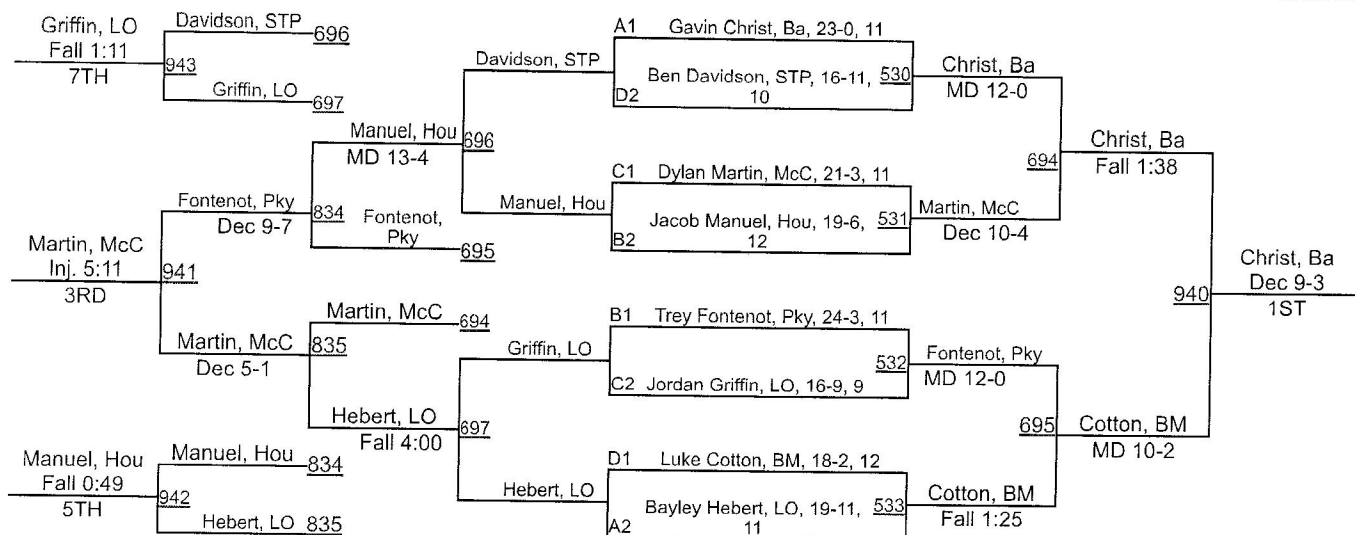 Griffin, LO
Fall 1:11
7TH
943
Davidson, STP
696
Griffin, LO
697
Martin, McC
Inj. 5:11
3RD
941
Fontenot, Pky
Dec 9-7
834
Manuel, Hou
MD 13-4
696
Fontenot,
Pky
695
Davidson, STP
Manuel, Hou
Martin, McC
Dec 5-1
835
Martin, McC
694
Hebert, LO
Fall 4:00
697
Griffin, LO
Hebert, LO
Manuel, Hou
Fall 0:49
5TH
942
Manuel, Hou
834
Hebert, LO
835
A1
Gavin Christ, Ba, 23-0, 11
Ben Davidson, STP, 16-11,
10
D2
530
Christ, Ba
MD 12-0
C1
Dylan Martin, McC, 21-3, 11
Jacob Manuel, Hou, 19-6,
12
B2
531
Martin, McC
Dec 10-4
694
Christ, Ba
Fall 1:38
B1
Trey Fontenot, Pky, 24-3, 11
C2
Jordan Griffin, LO, 16-9, 9
532
Fontenot, Pky
MD 12-0
D1
Luke Cotton, BM, 18-2, 12
Bayley Hebert, LO, 19-11,
11
A2
533
Cotton, BM
Fall 1:25
695
Cotton, BM
MD 10-2
940
Christ, Ba
Dec 9-3
1ST